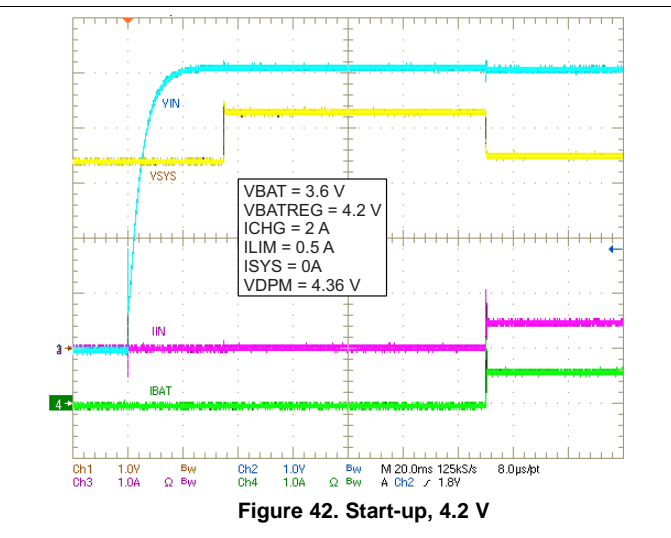 VIN
VSYS
VBAT = 3.6 V
VBATREG = 4.2 V
ICHG = 2 A
ILIM = 0.5 A
ISYS = 0A
VDPM = 4.36 V
IIN
IBAT
4
Ch1 1.0V Bw Ch2 1.0V Bw M 20.0ms 125kS/s 8.0µs/pt
Ch3 1.0A Ω Bw Ch4 1.0A Ω Bw A Ch2 / 1.8V
Figure 42. Start-up, 4.2 V